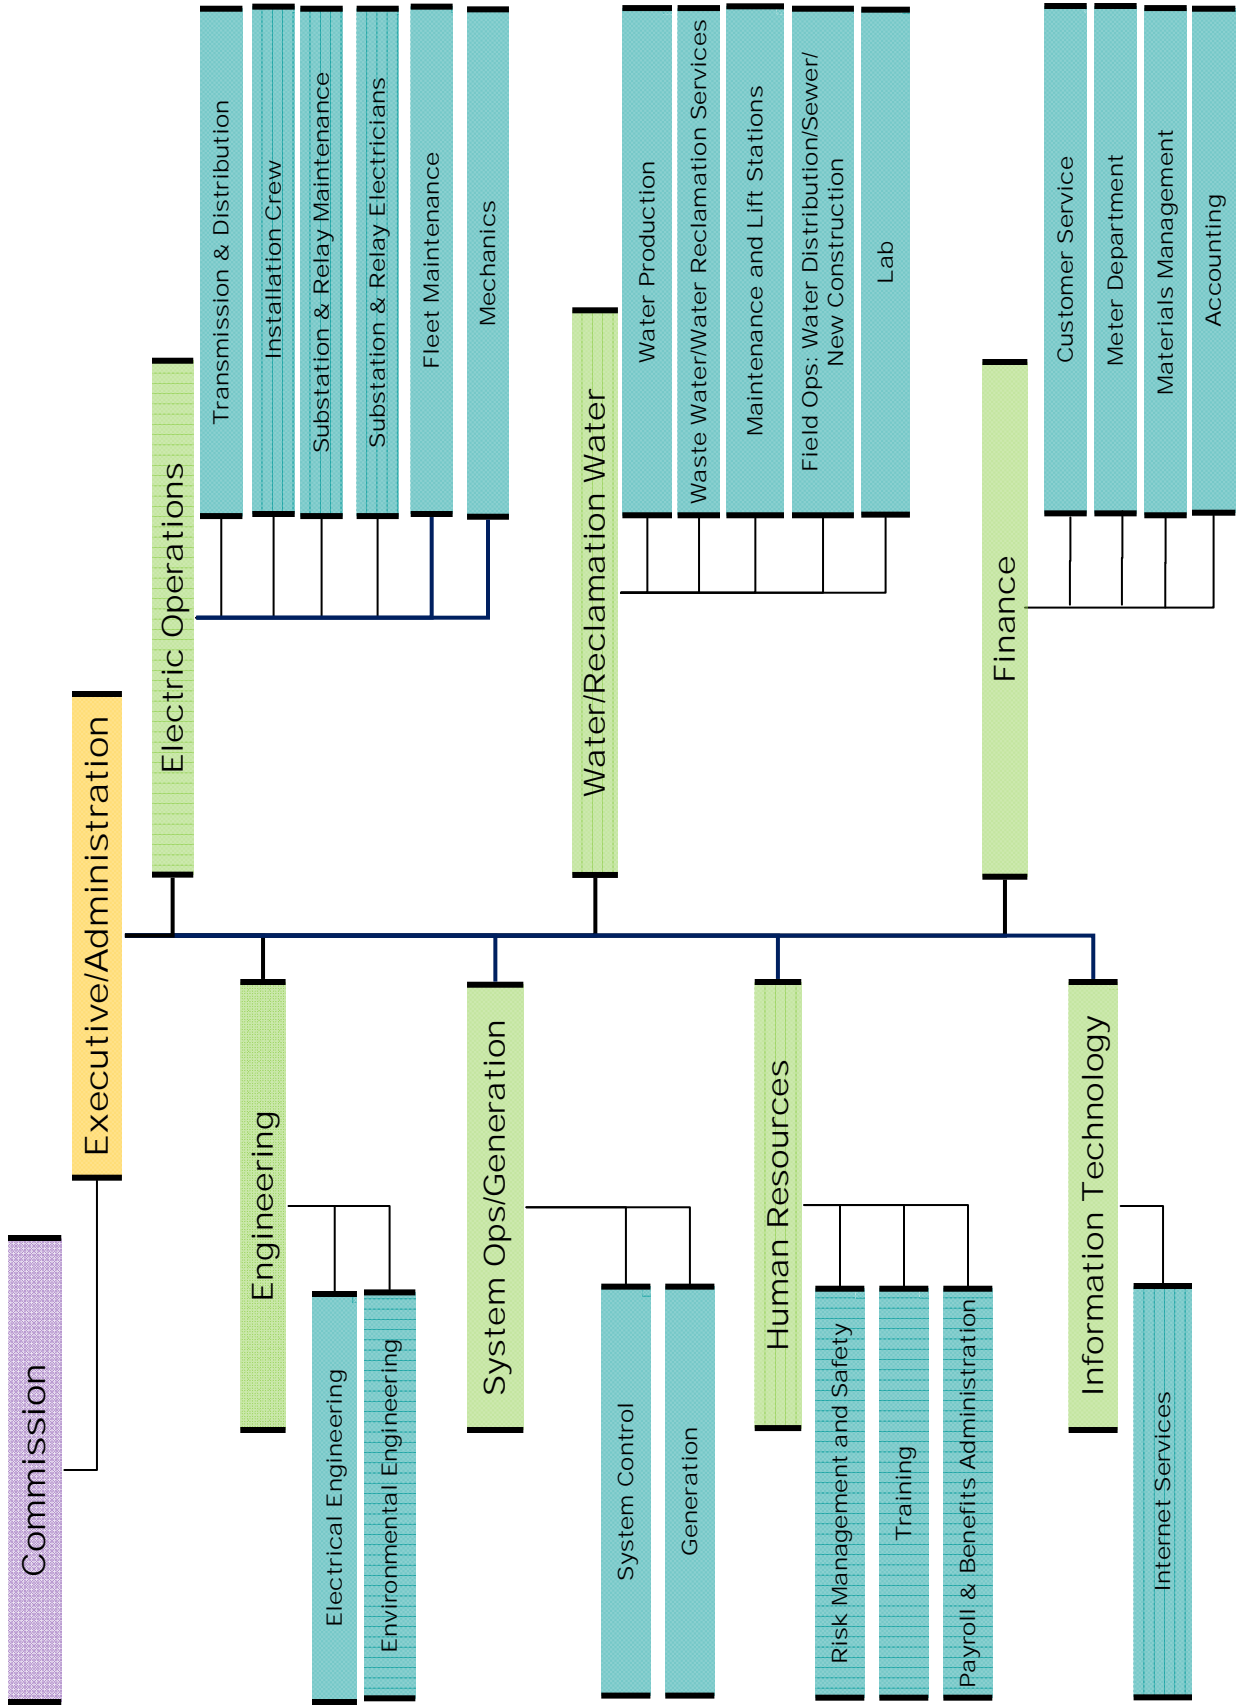 Commission
Executive/Administration
Engineering
Electrical Engineering
Environmental Engineering
System Ops/Generation
System Control
Generation
Human Resources
Risk Management and Safety
Training
Payroll & Benefits Administration
Information Technology
Internet Services
Electric Operations
Transmission & Distribution
Installation Crew
Substation & Relay Maintenance
Substation & Relay Electricians
Fleet Maintenance
Mechanics
Water/Reclamation Water
Water Production
Waste Water/Water Reclamation Services
Maintenance and Lift Stations
Field Ops: Water Distribution/Sewer/
New Construction
Lab
Finance
Customer Service
Meter Department
Materials Management
Accounting